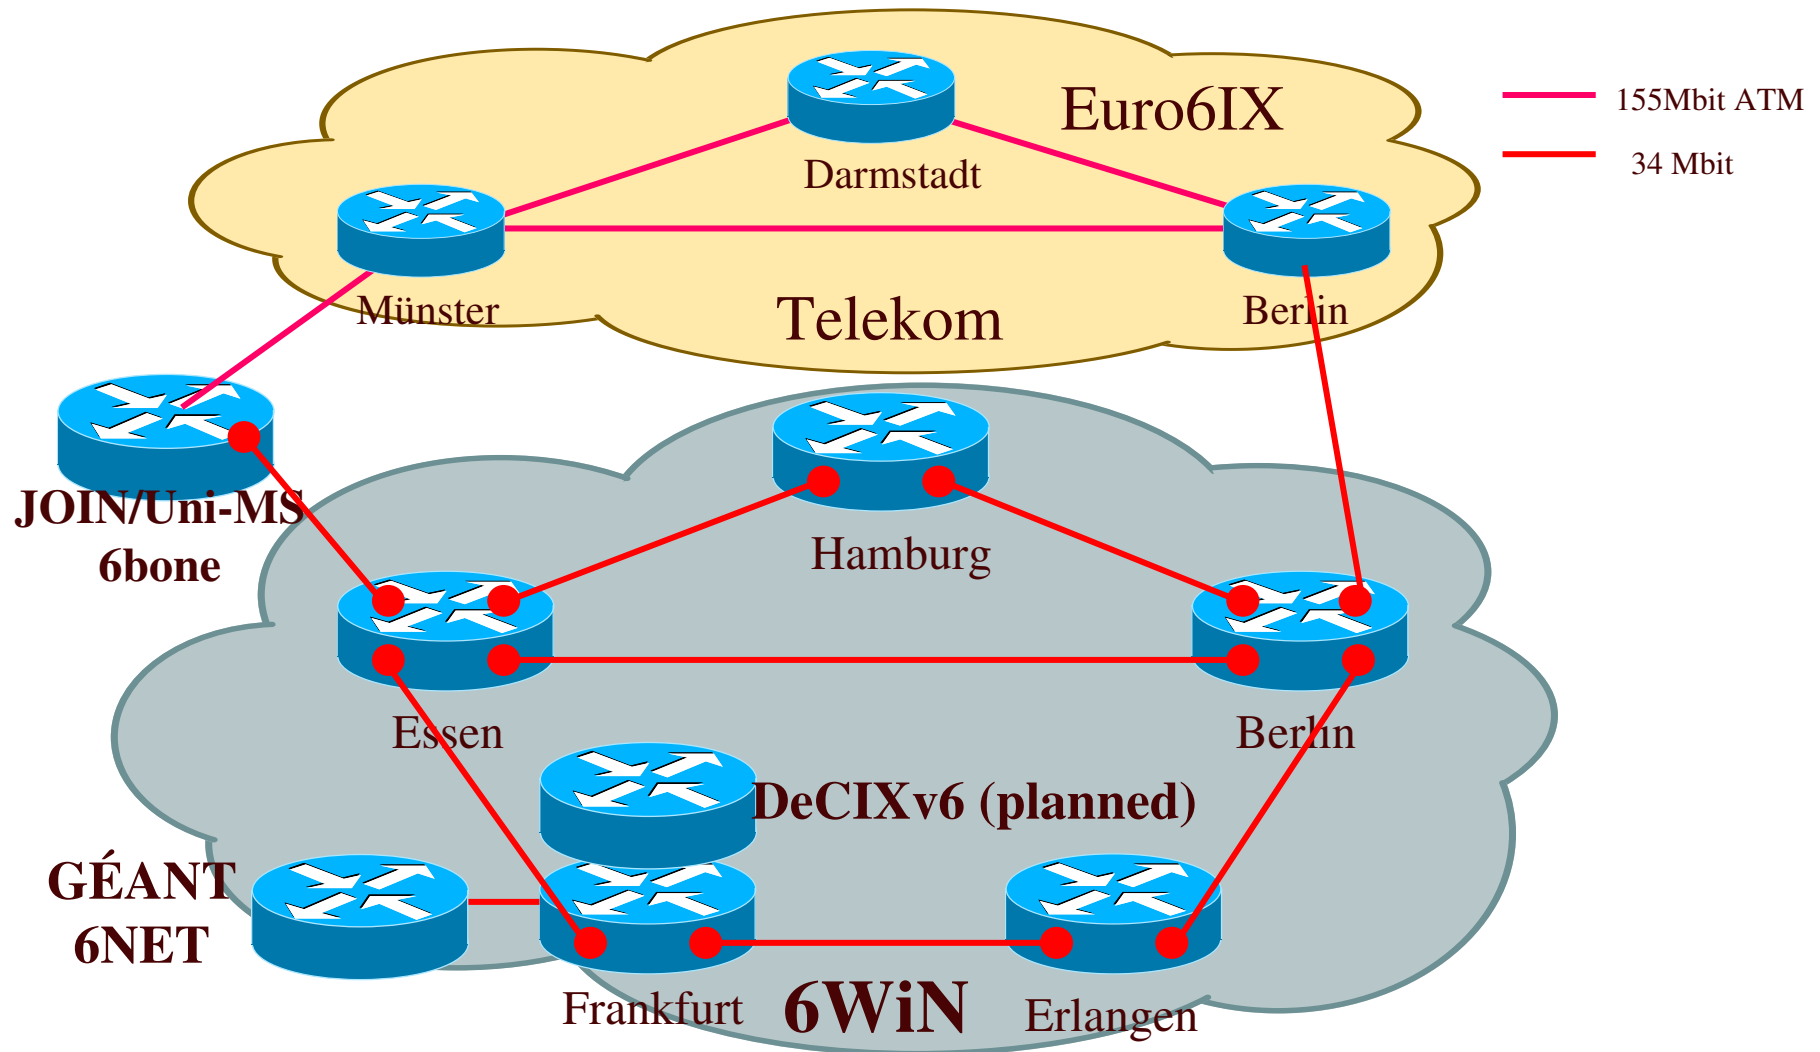 Euro6IX
155Mbit ATM
34 Mbit
Darmstadt
Münster
Telekom
Berlin
JOIN/Uni-MS
6bone
Hamburg
Essen
Berlin
DeCIXv6 (planned)
GÉANT
6NET
Frankfurt
6WiN
Erlangen